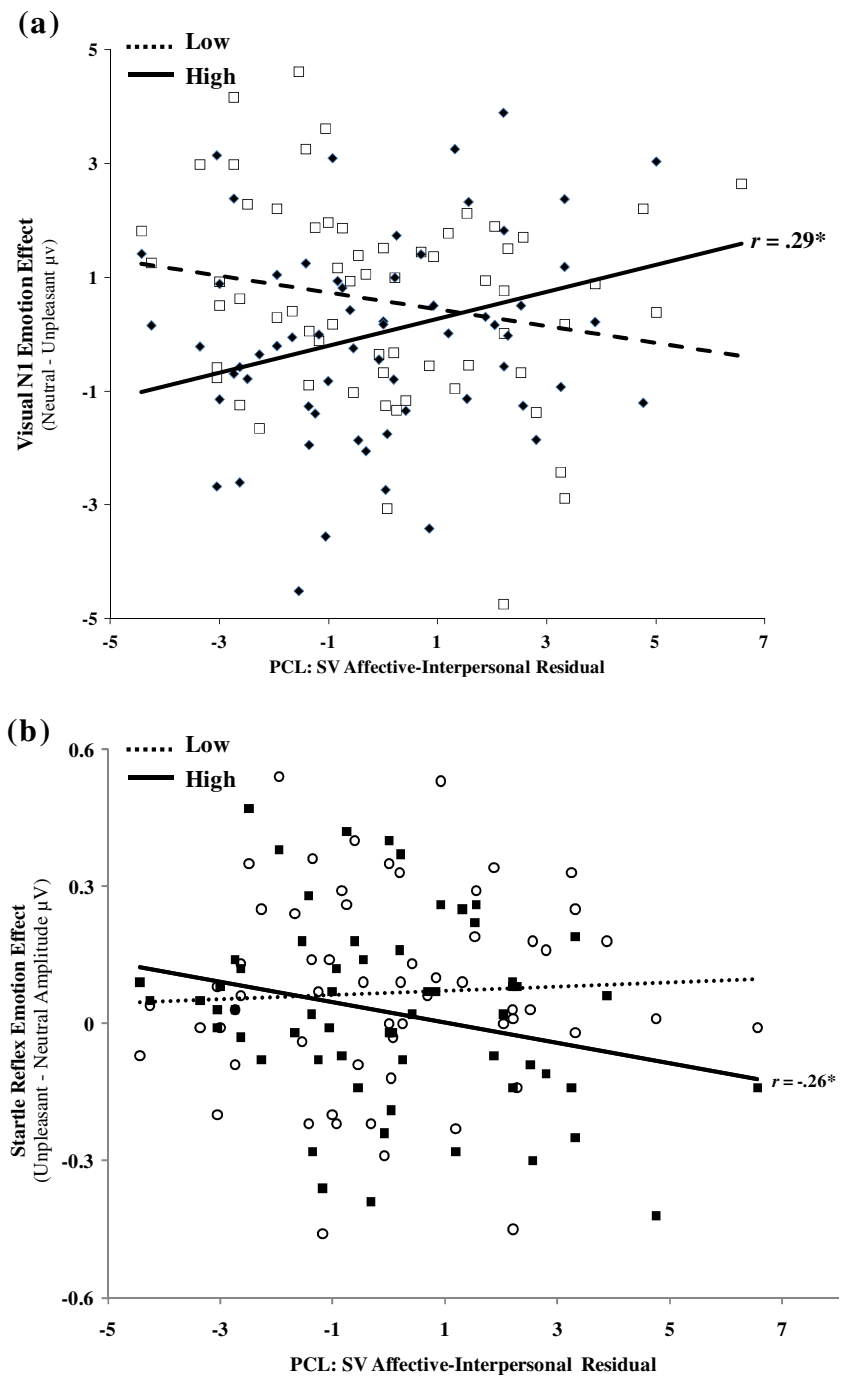 (a)
Low
High
5
3
1
-1
-3
-5
Visual N1 Emotion Effect
(Neutral - Unpleasant µv)
r = .29*
-5 -3 -1 1 3 5 7
PCL: SV Affective-Interpersonal Residual
(b)
Low
High
0.6
0.3
0
-0.3
-0.6
Startle Reflex Emotion Effect
(Unpleasant - Neutral Amplitude µV)
r = -.26*
-5 -3 -1 1 3 5 7
PCL: SV Affective-Interpersonal Residual